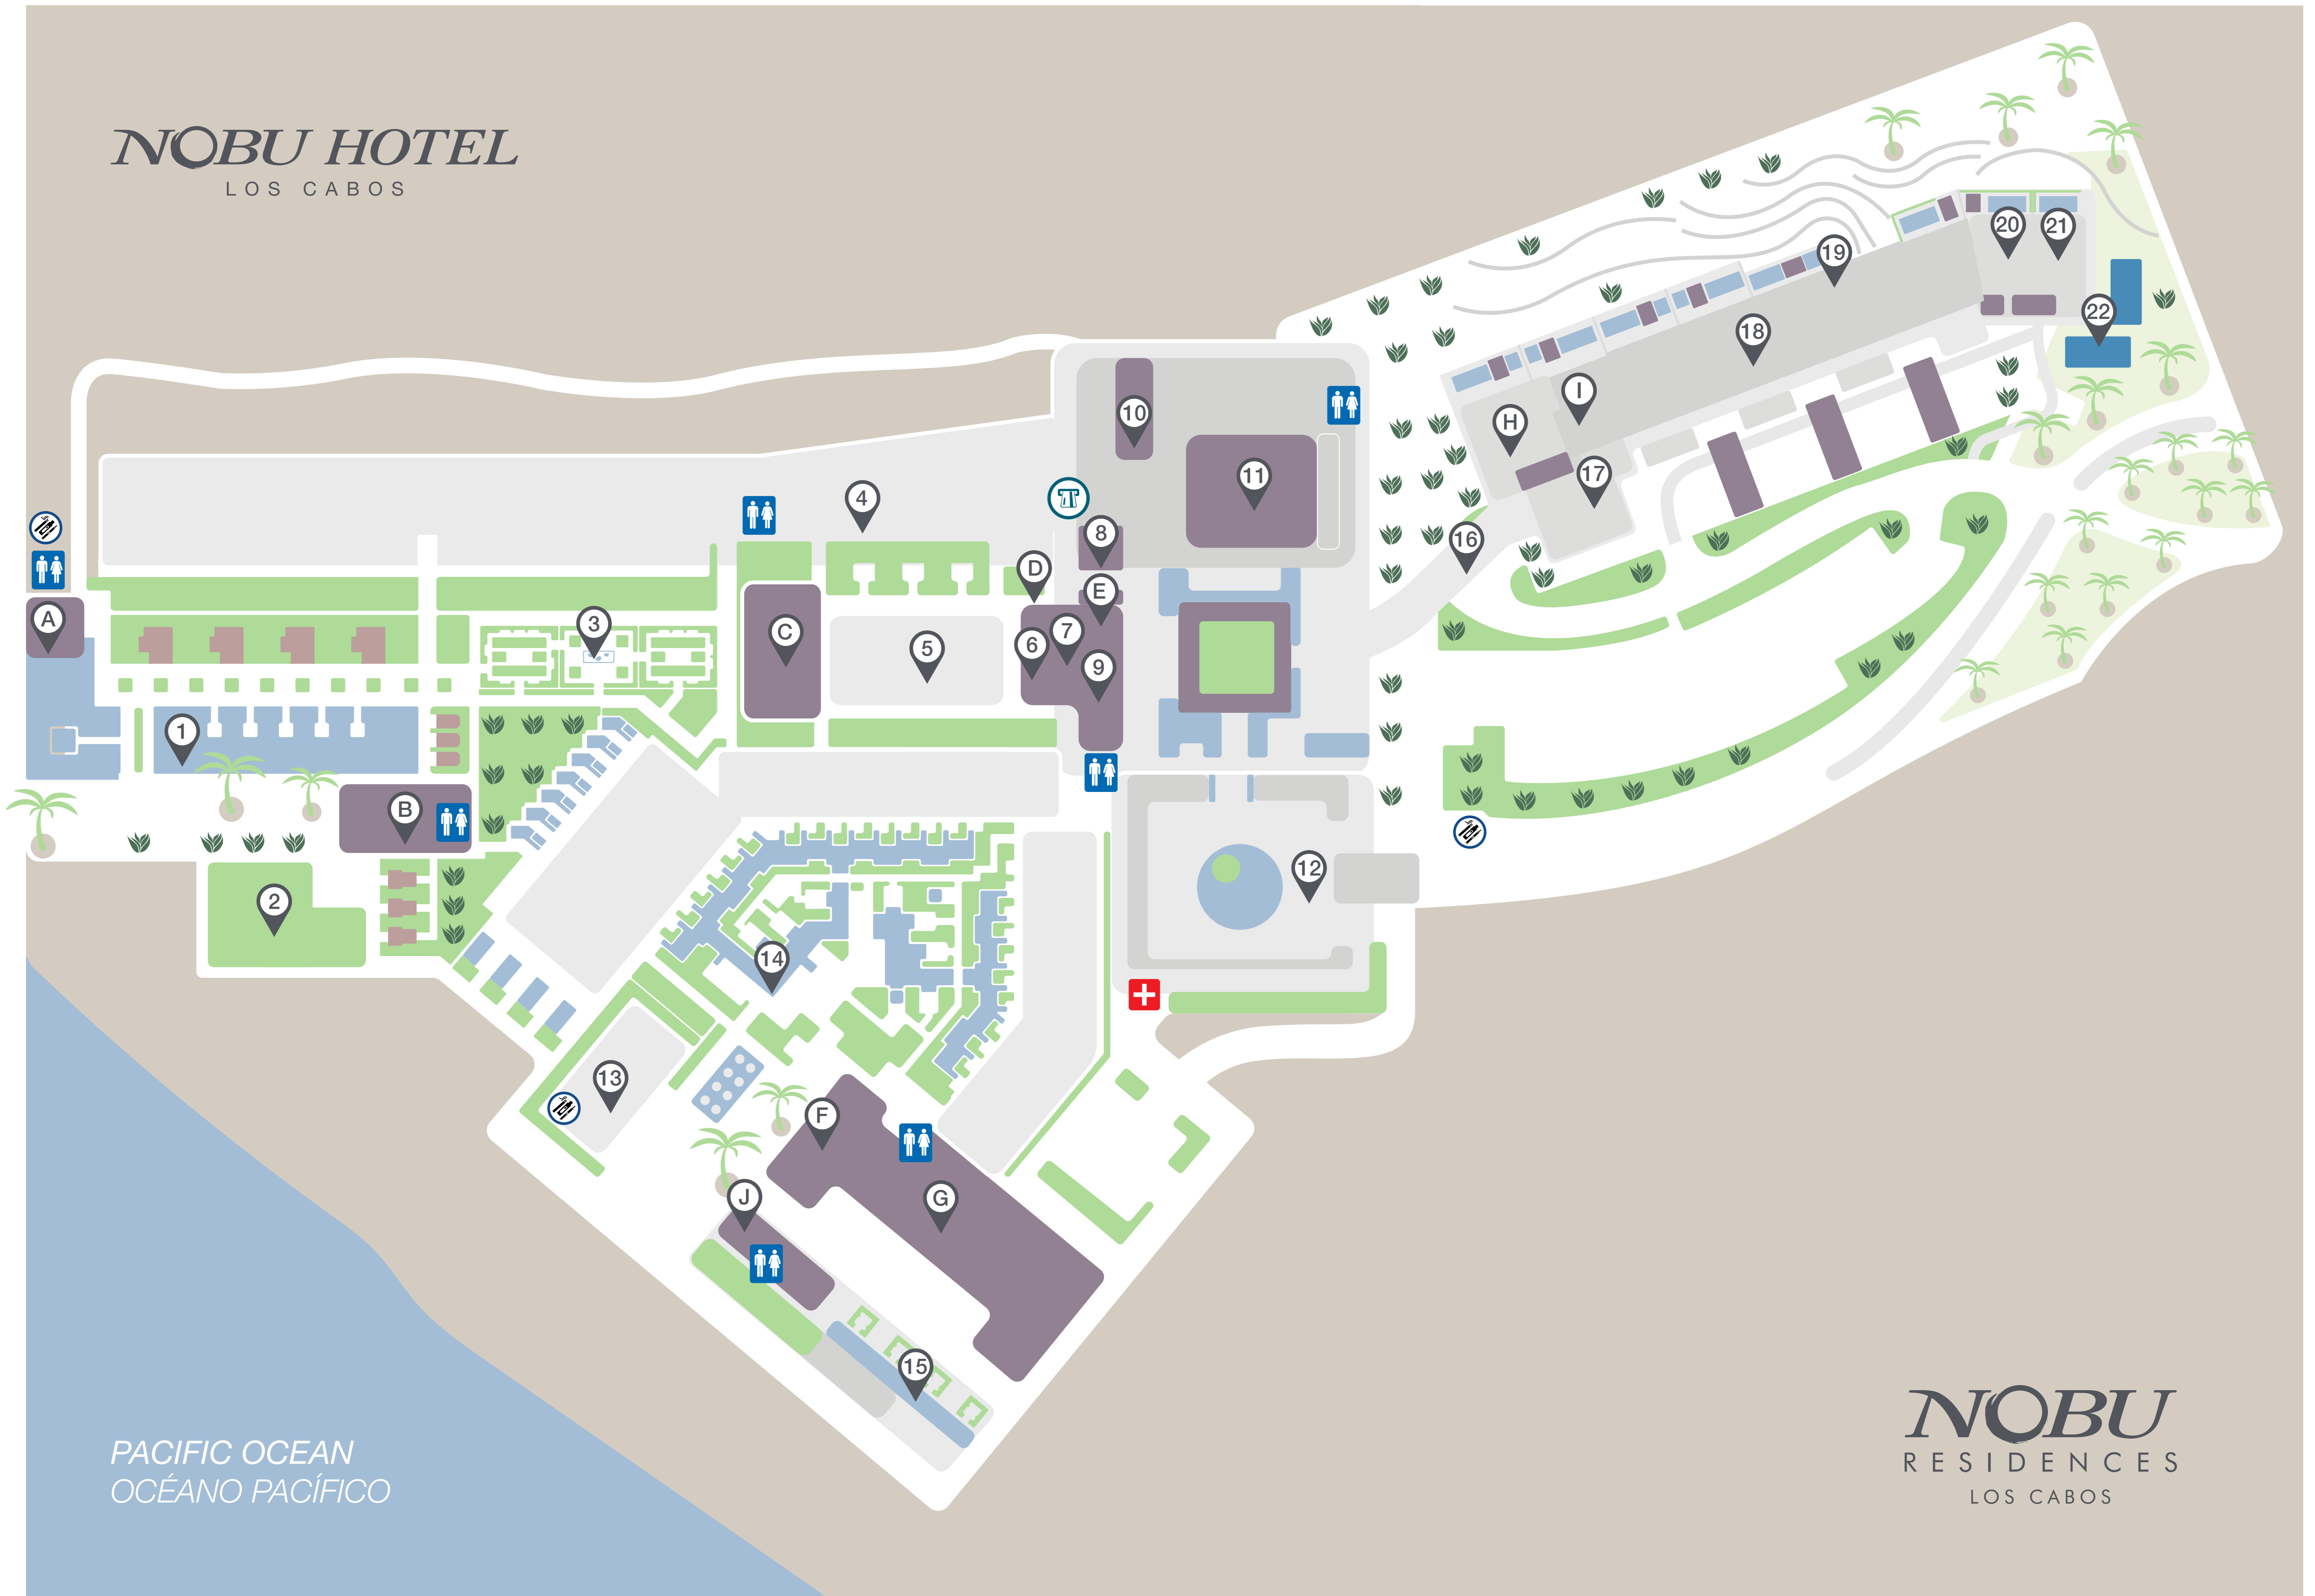 NOBU HOTEL
LOS CABOS
20
21
19
22
18
I
H
10
11
17
4
8
16
D
E
A
3
C
5
6
7
9
1
B
12
2
14
13
F
J
G
15
NOBU
RESIDENCES
LOS CABOS
PACIFIC OCEAN
OCÉANO PACÍFICO